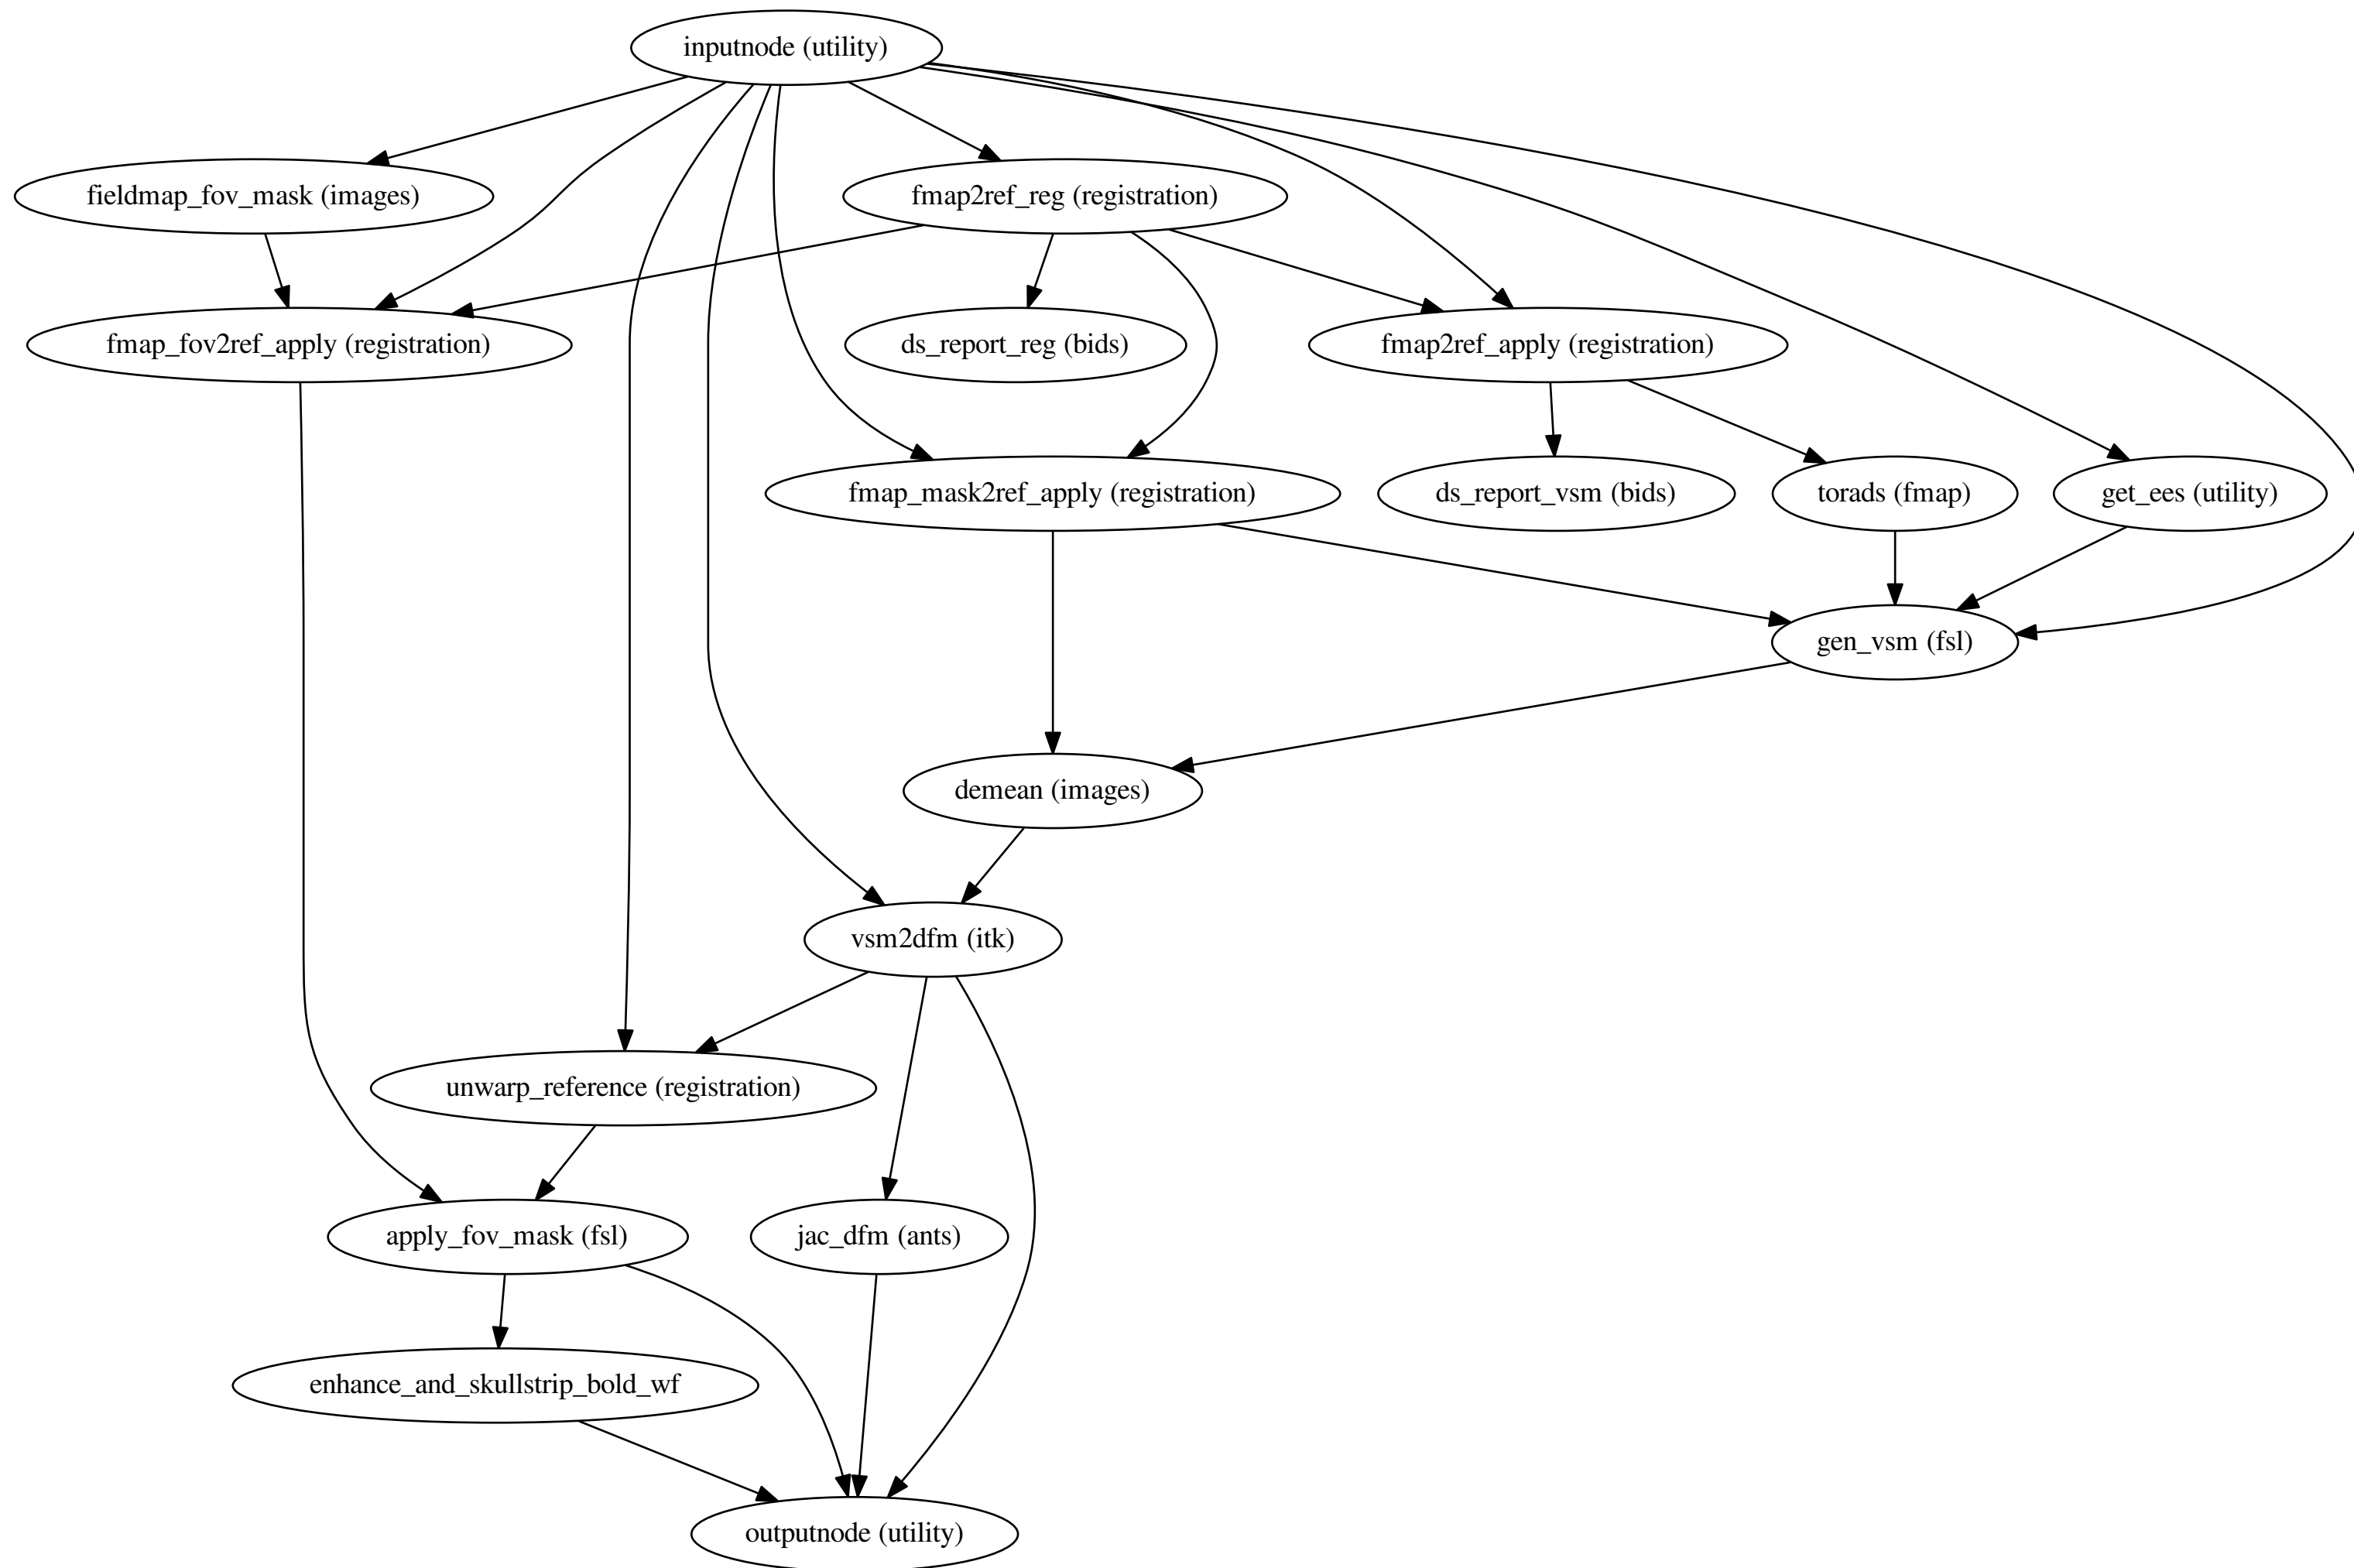 inputnode (utility)
fieldmap_fov_mask (images)
fmap2ref_reg (registration)
fmap_fov2ref_apply (registration)
ds_report_reg (bids)
fmap2ref_apply (registration)
fmap_mask2ref_apply (registration)
ds_report_vsm (bids)
torads (fmap)
get_ees (utility)
gen_vsm (fsl)
demean (images)
vsm2dfm (itk)
unwarp_reference (registration)
apply_fov_mask (fsl)
jac_dfm (ants)
enhance_and_skullstrip_bold_wf
outputnode (utility)